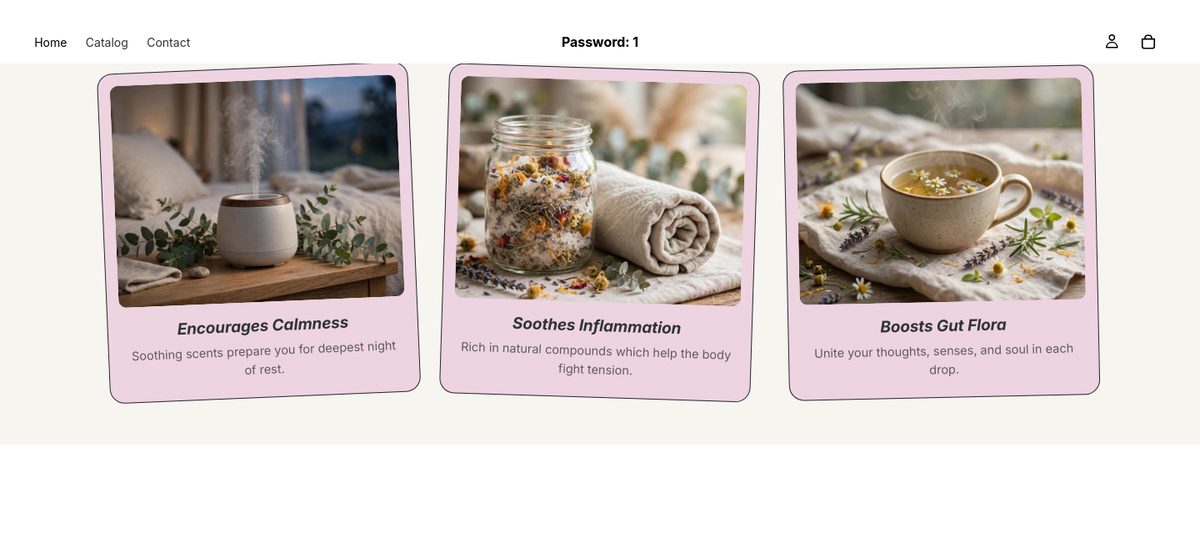 Home Catalog Contact Password: 1
Encourages Calmness
Soothing scents prepare you for deepest night
of rest.
Soothes Inflammation
Rich in natural compounds which help the body
fight tension.
Boosts Gut Flora
Unite your thoughts, senses, and soul in each
drop.